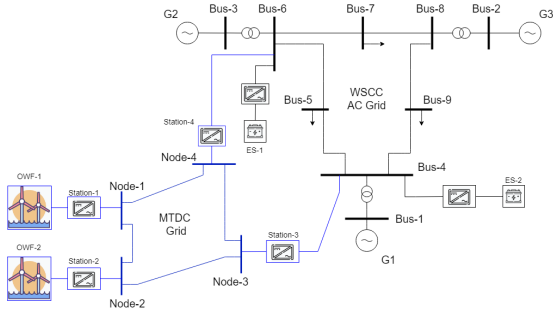 G2
Bus-3
Bus-6
Bus-7
Bus-8
Bus-2
G3
WSCC
AC Grid
Bus-5
Bus-9
Station-4
ES-1
Node-4
Bus-4
ES-2
OWF-1
Station-1
Node-1
MTDC
Grid
Bus-1
OWF-2
Station-2
Station-3
G1
Node-3
Node-2